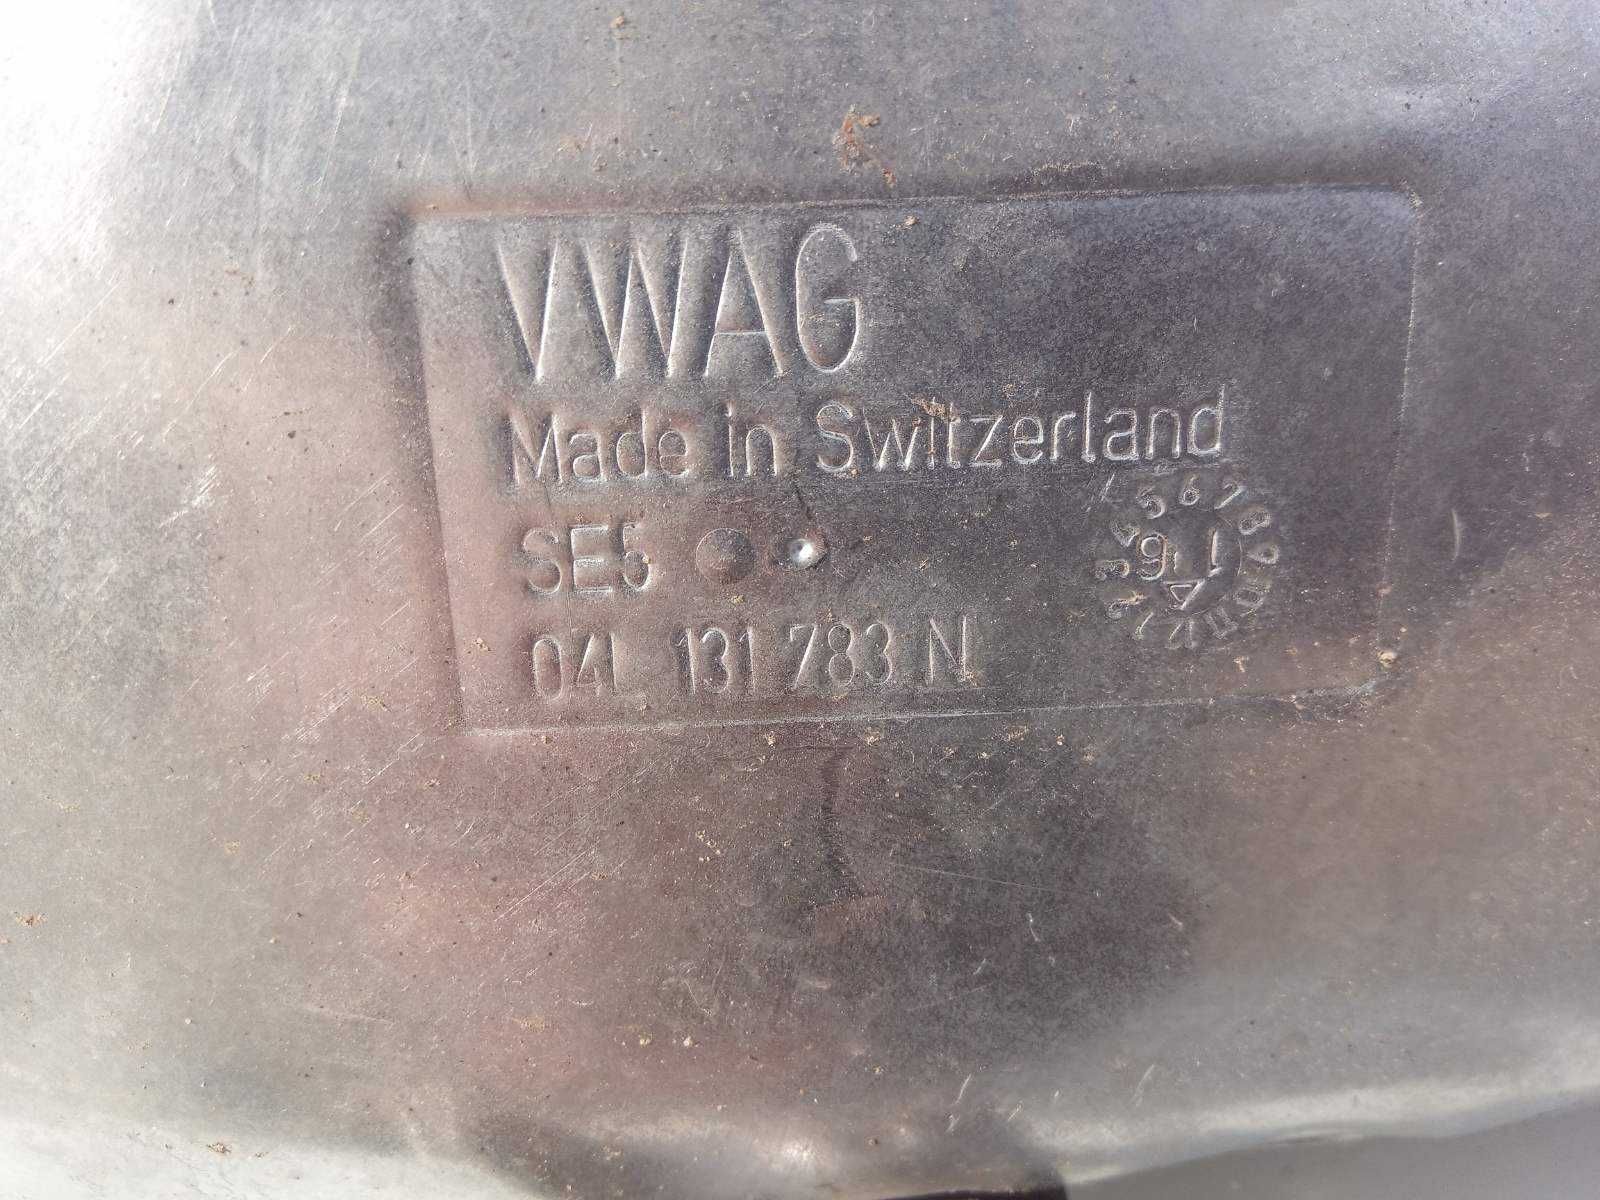 VWAG
Made in Switzerland
SE5
04L 131 783 N